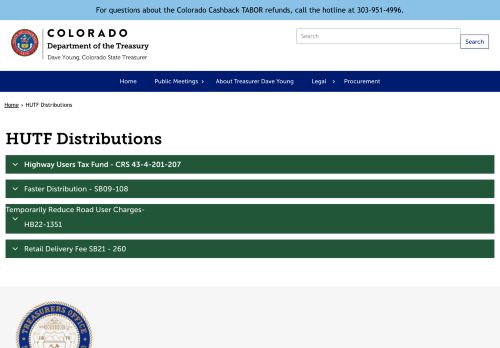 For questions about the Colorado Cashback TABOR refunds, call the hotline at 303-951-4996.
COLORADO
Department of the Treasury
Dave Young, Colorado State Treasurer
Search
Search
Home
Public Meetings
About Treasurer Dave Young
Legal
Procurement
Home › HUTF Distributions
HUTF Distributions
Highway Users Tax Fund - CRS 43-4-201-207
Faster Distribution - SB09-108
Temporarily Reduce Road User Charges-
HB22-1351
Retail Delivery Fee SB21 - 260
TREASURERS OFFICE